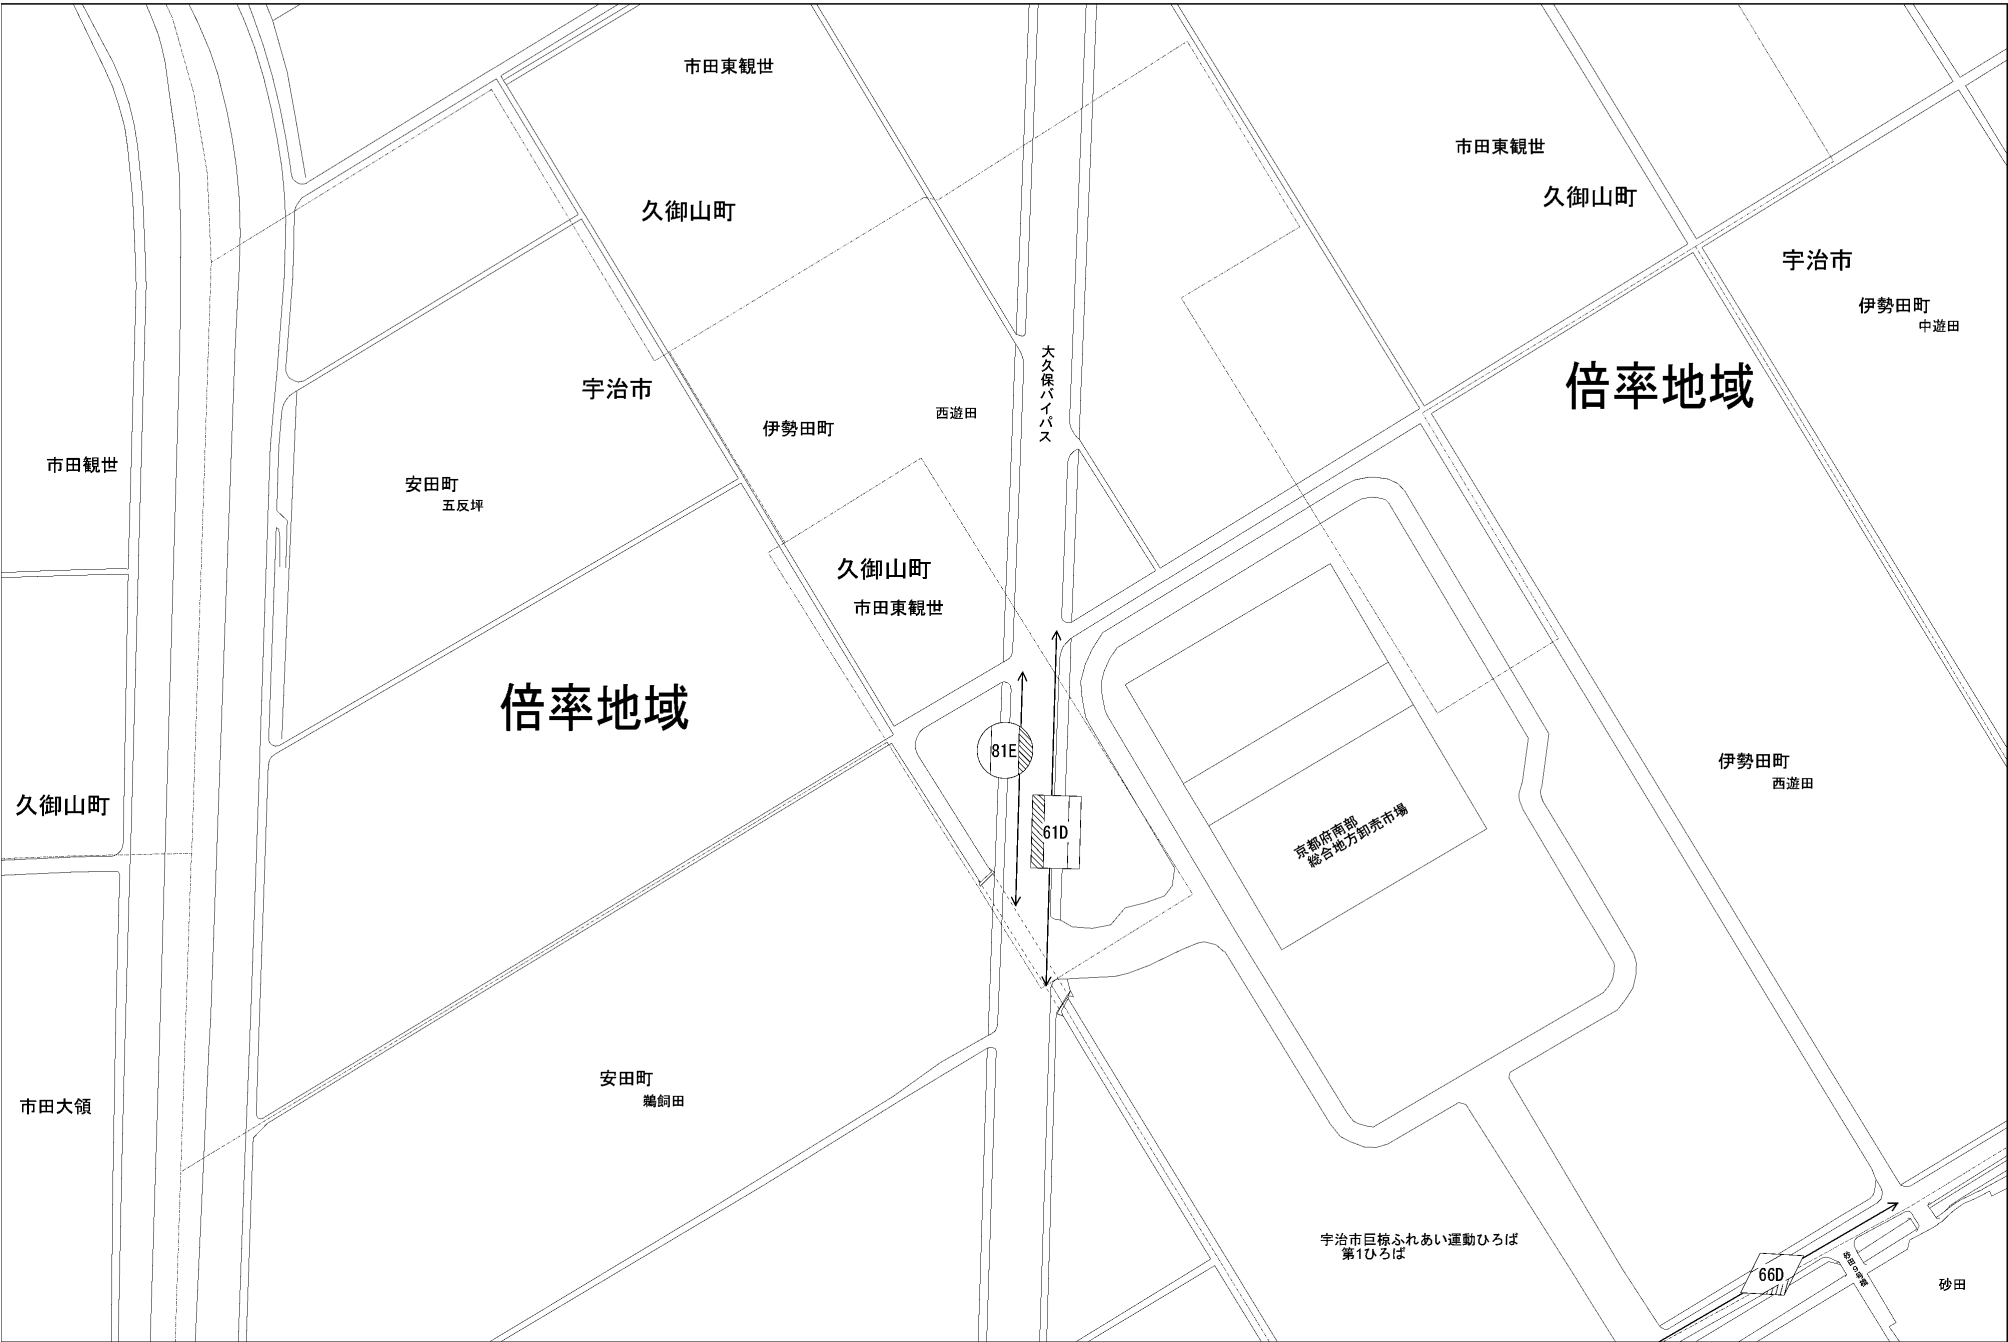 市田東観世
市田東観世
久御山町
久御山町
宇治市
伊勢田町
中遊田
大久保バイパス
宇治市
倍率地域
西遊田
伊勢田町
市田観世
安田町
五反坪
久御山町
市田東観世
倍率地域
81E
伊勢田町
西遊田
久御山町
61D
京都府南部
総合地方卸売市場
安田町
鵜飼田
市田大領
宇治市巨椋ふれあい運動ひろば
第1ひろば
66D
砂田